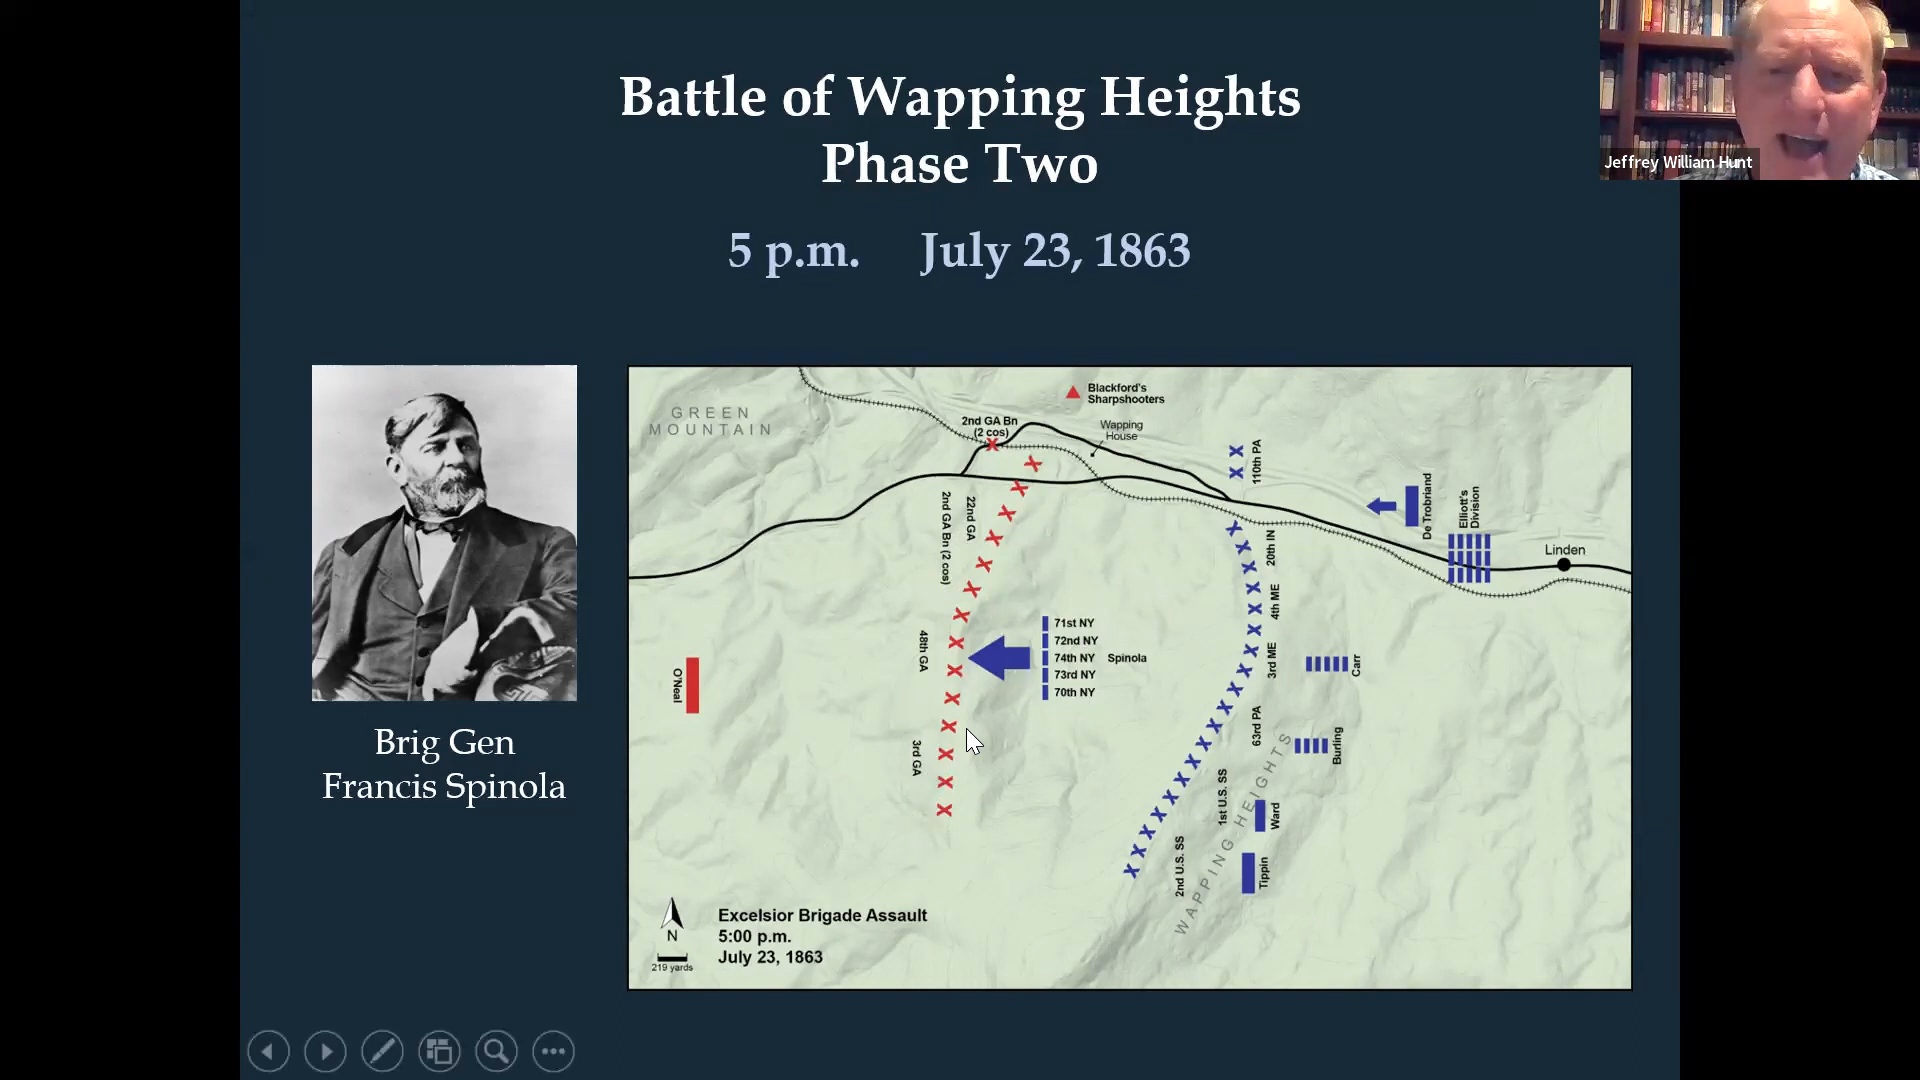 Battle of Wapping Heights
Phase Two
5 p.m. July 23, 1863
Jeffrey William Hunt
Brig Gen
Francis Spinola
GREEN
MOUNTAIN
Blackford's
Sharpshooters
2nd GA Bn
(2 cos)
Wapping
House
110th PA
De Trobriand
Elliott's
Division
Linden
2nd GA Bn (2 cos)
22nd GA
20th IN
4th ME
71st NY
72nd NY
74th NY Spinola
73rd NY
70th NY
48th GA
O'Neal
3rd ME
Carr
63rd PA
Burling
3rd GA
1st U.S. SS
Ward
2nd U.S. SS
Tippin
WAPPING HEIGHTS
N
219 yards
Excelsior Brigade Assault
5:00 p.m.
July 23, 1863